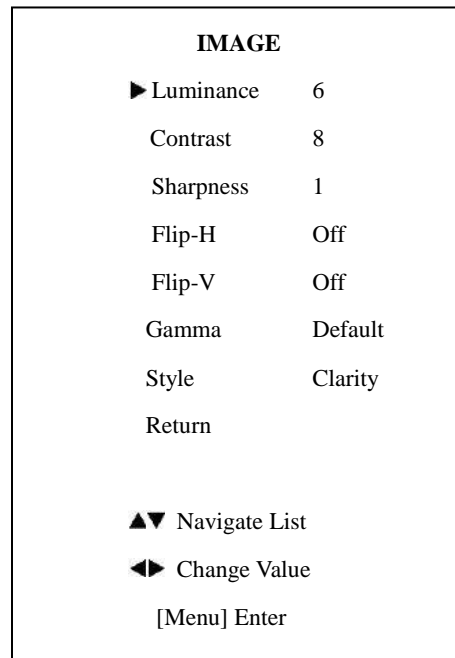 IMAGE
▶Luminance 6
Contrast 8
Sharpness 1
Flip-H Off
Flip-V Off
Gamma Default
Style Clarity
Return
▲▼ Navigate List
◀▶ Change Value
[Menu] Enter